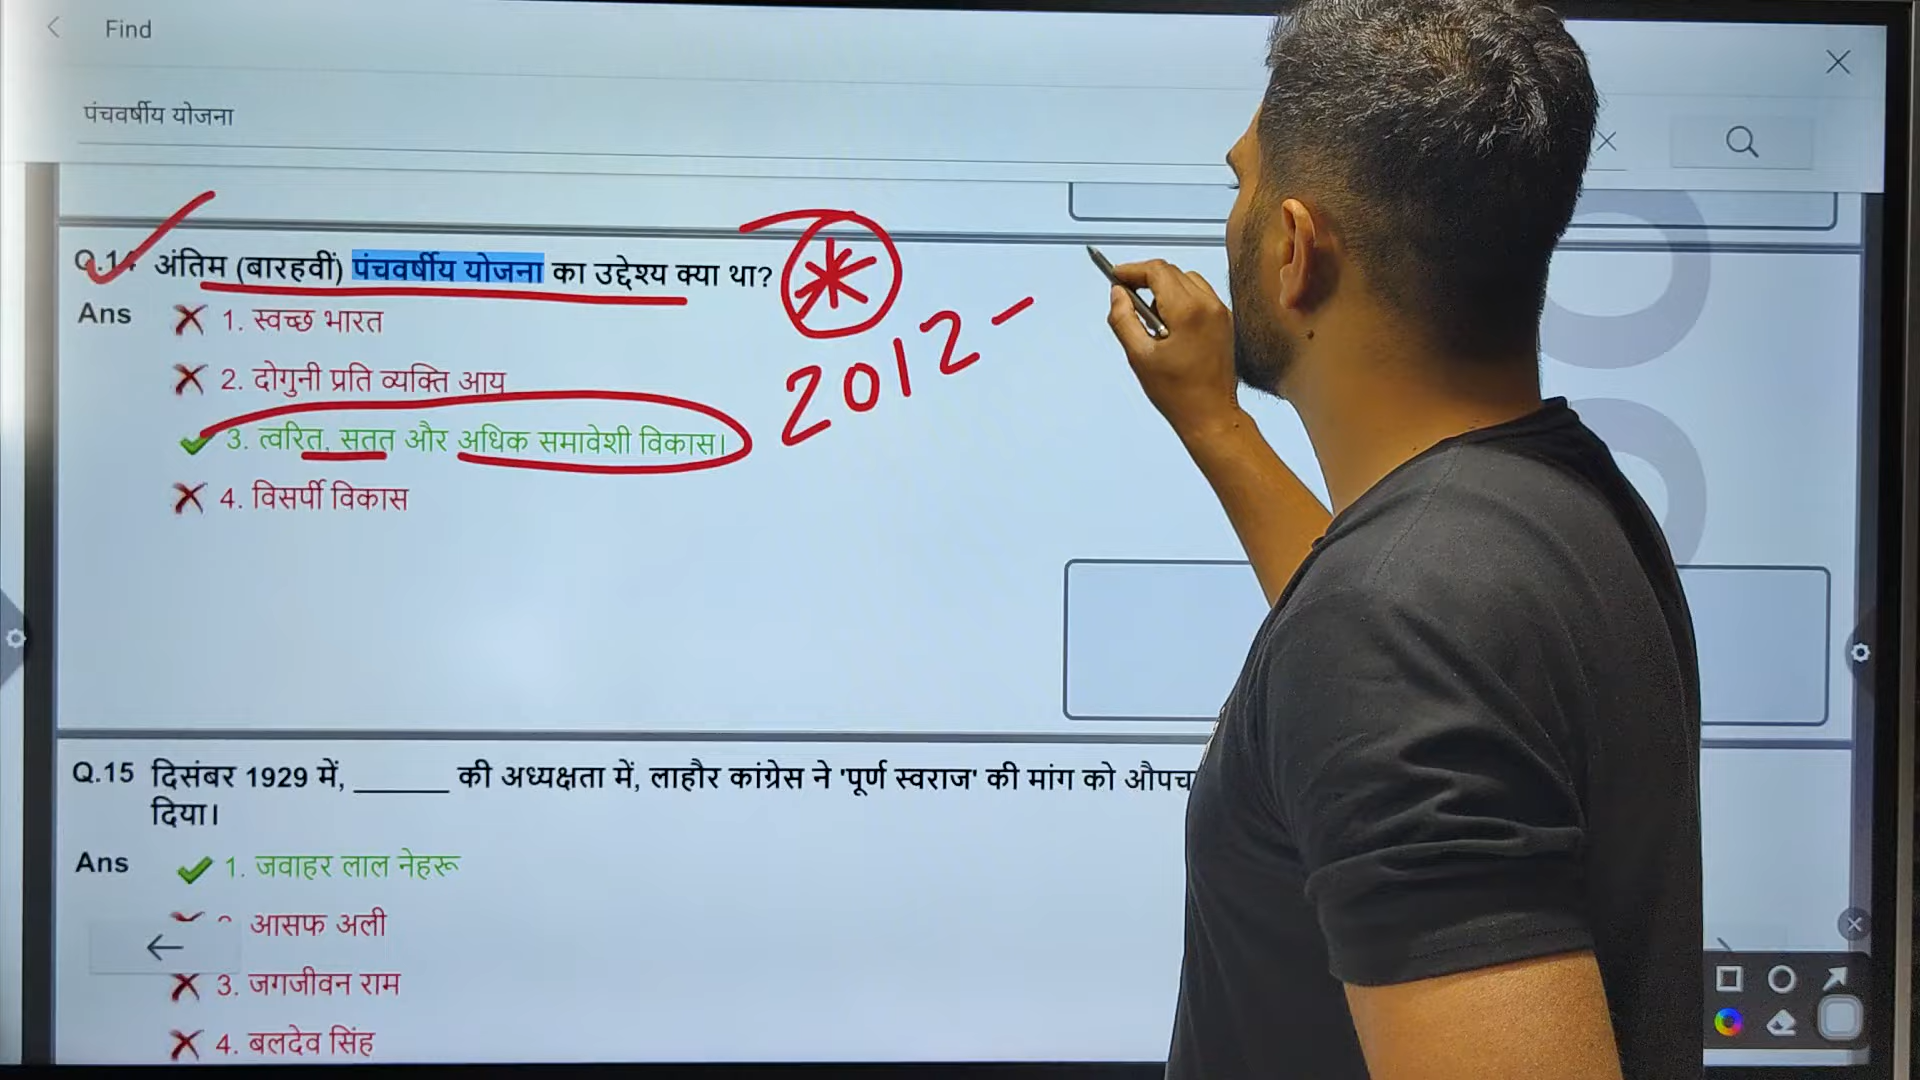 Find
पंचवर्षीय योजना
Q.14 अंतिम (बारहवीं) पंचवर्षीय योजना का उद्देश्य क्या था?
Ans 1. स्वच्छ भारत
2. दोगुनी प्रति व्यक्ति आय
3. त्वरित, सतत और अधिक समावेशी विकास।
4. विसर्पी विकास
2012-
Q.15 दिसंबर 1929 में, ______ की अध्यक्षता में, लाहौर कांग्रेस ने 'पूर्ण स्वराज' की मांग को
दिया।
Ans 1. जवाहर लाल नेहरू
आसफ अली
3. जगजीवन राम
4. बलदेव सिंह